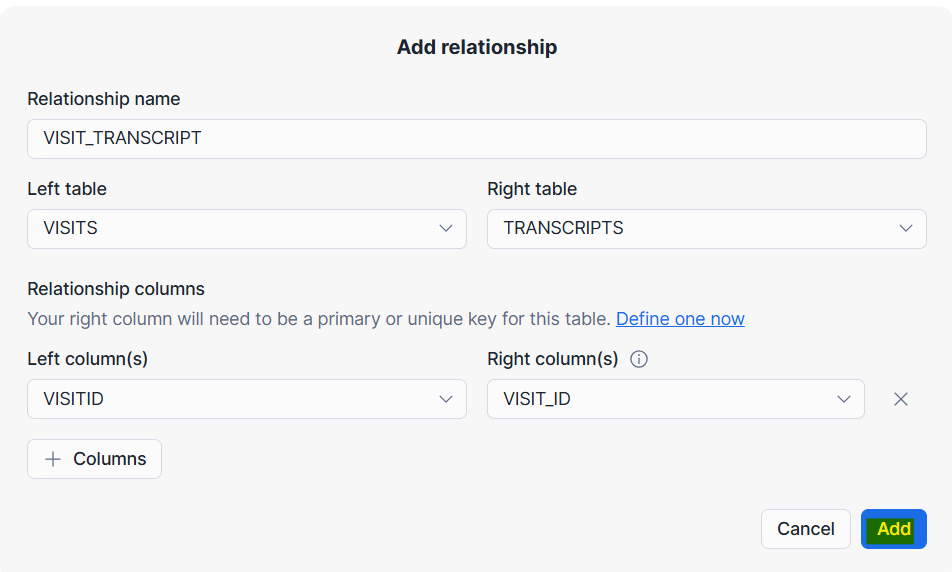 Add relationship
Relationship name
VISIT_TRANSCRIPT
Left table
Right table
VISITS
TRANSCRIPTS
Relationship columns
Your right column will need to be a primary or unique key for this table. Define one now
Left column(s)
Right column(s)
VISITID
VISIT_ID
Columns
Cancel
Add